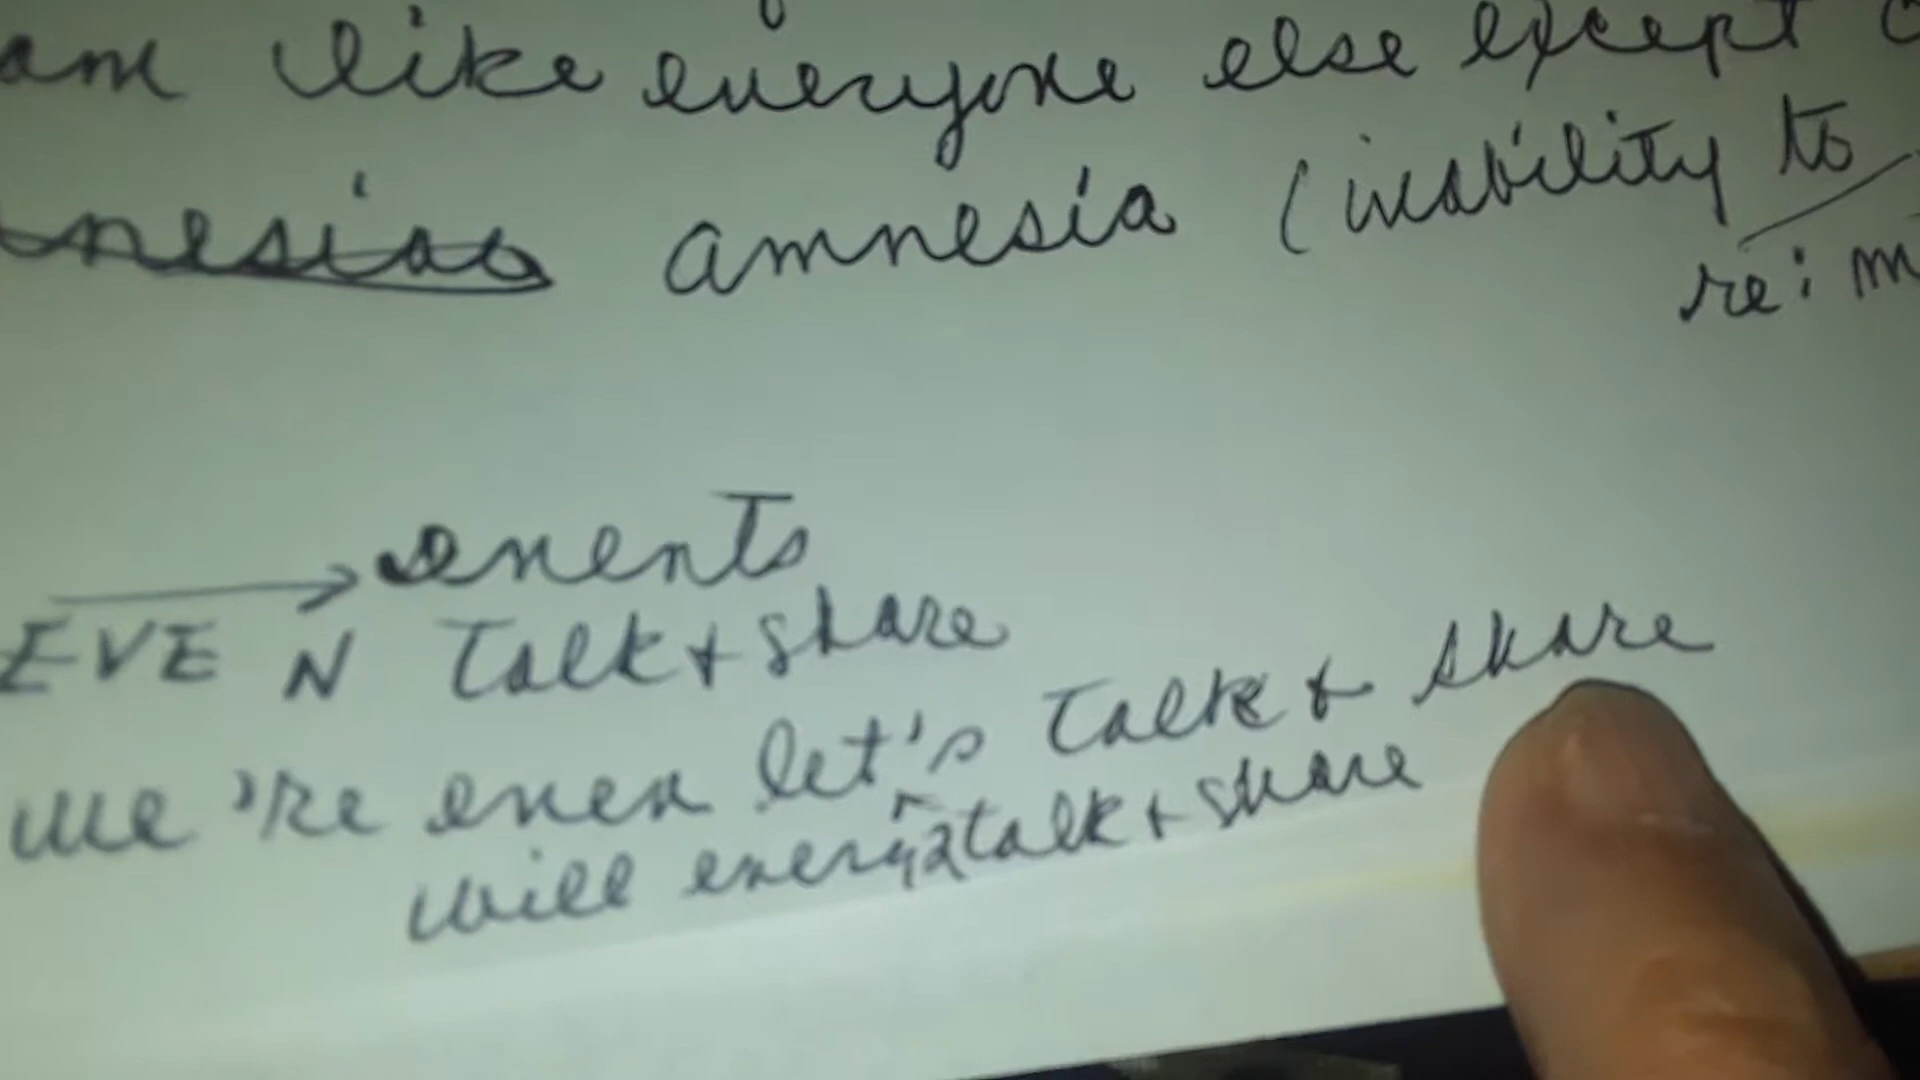 am like everyone else except
amnesia (inability to
re: m
events
EVE N Talk + share
we're even let's Talk & share
will every talk + share